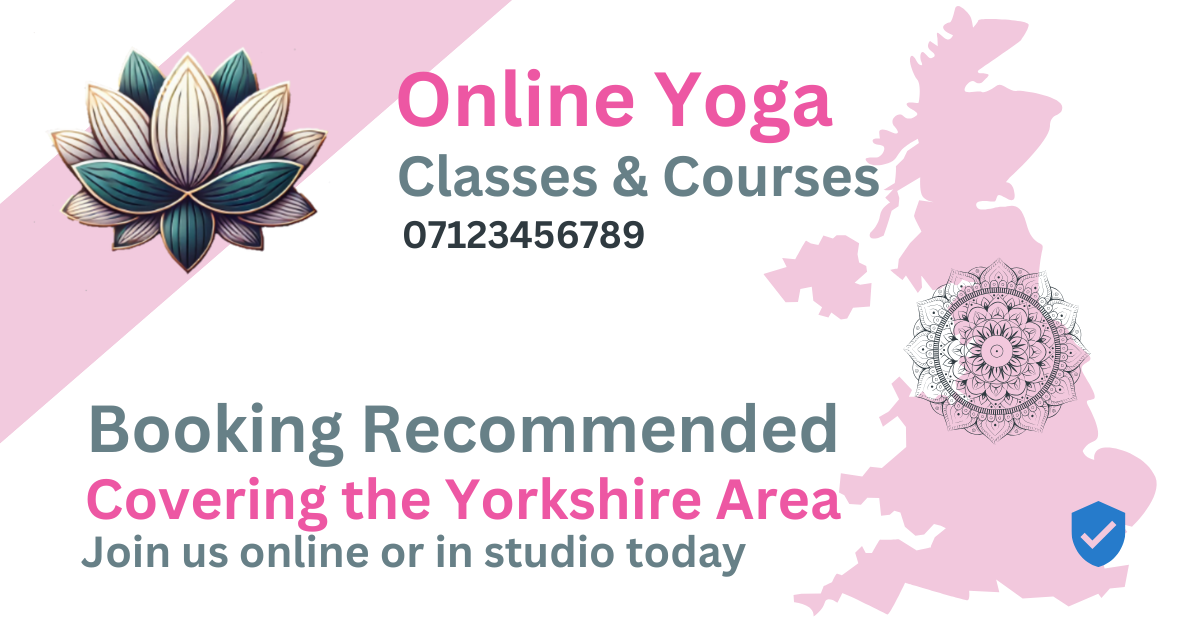 Online Yoga
Classes & Courses
07123456789
Booking Recommended
Covering the Yorkshire Area
Join us online or in studio today